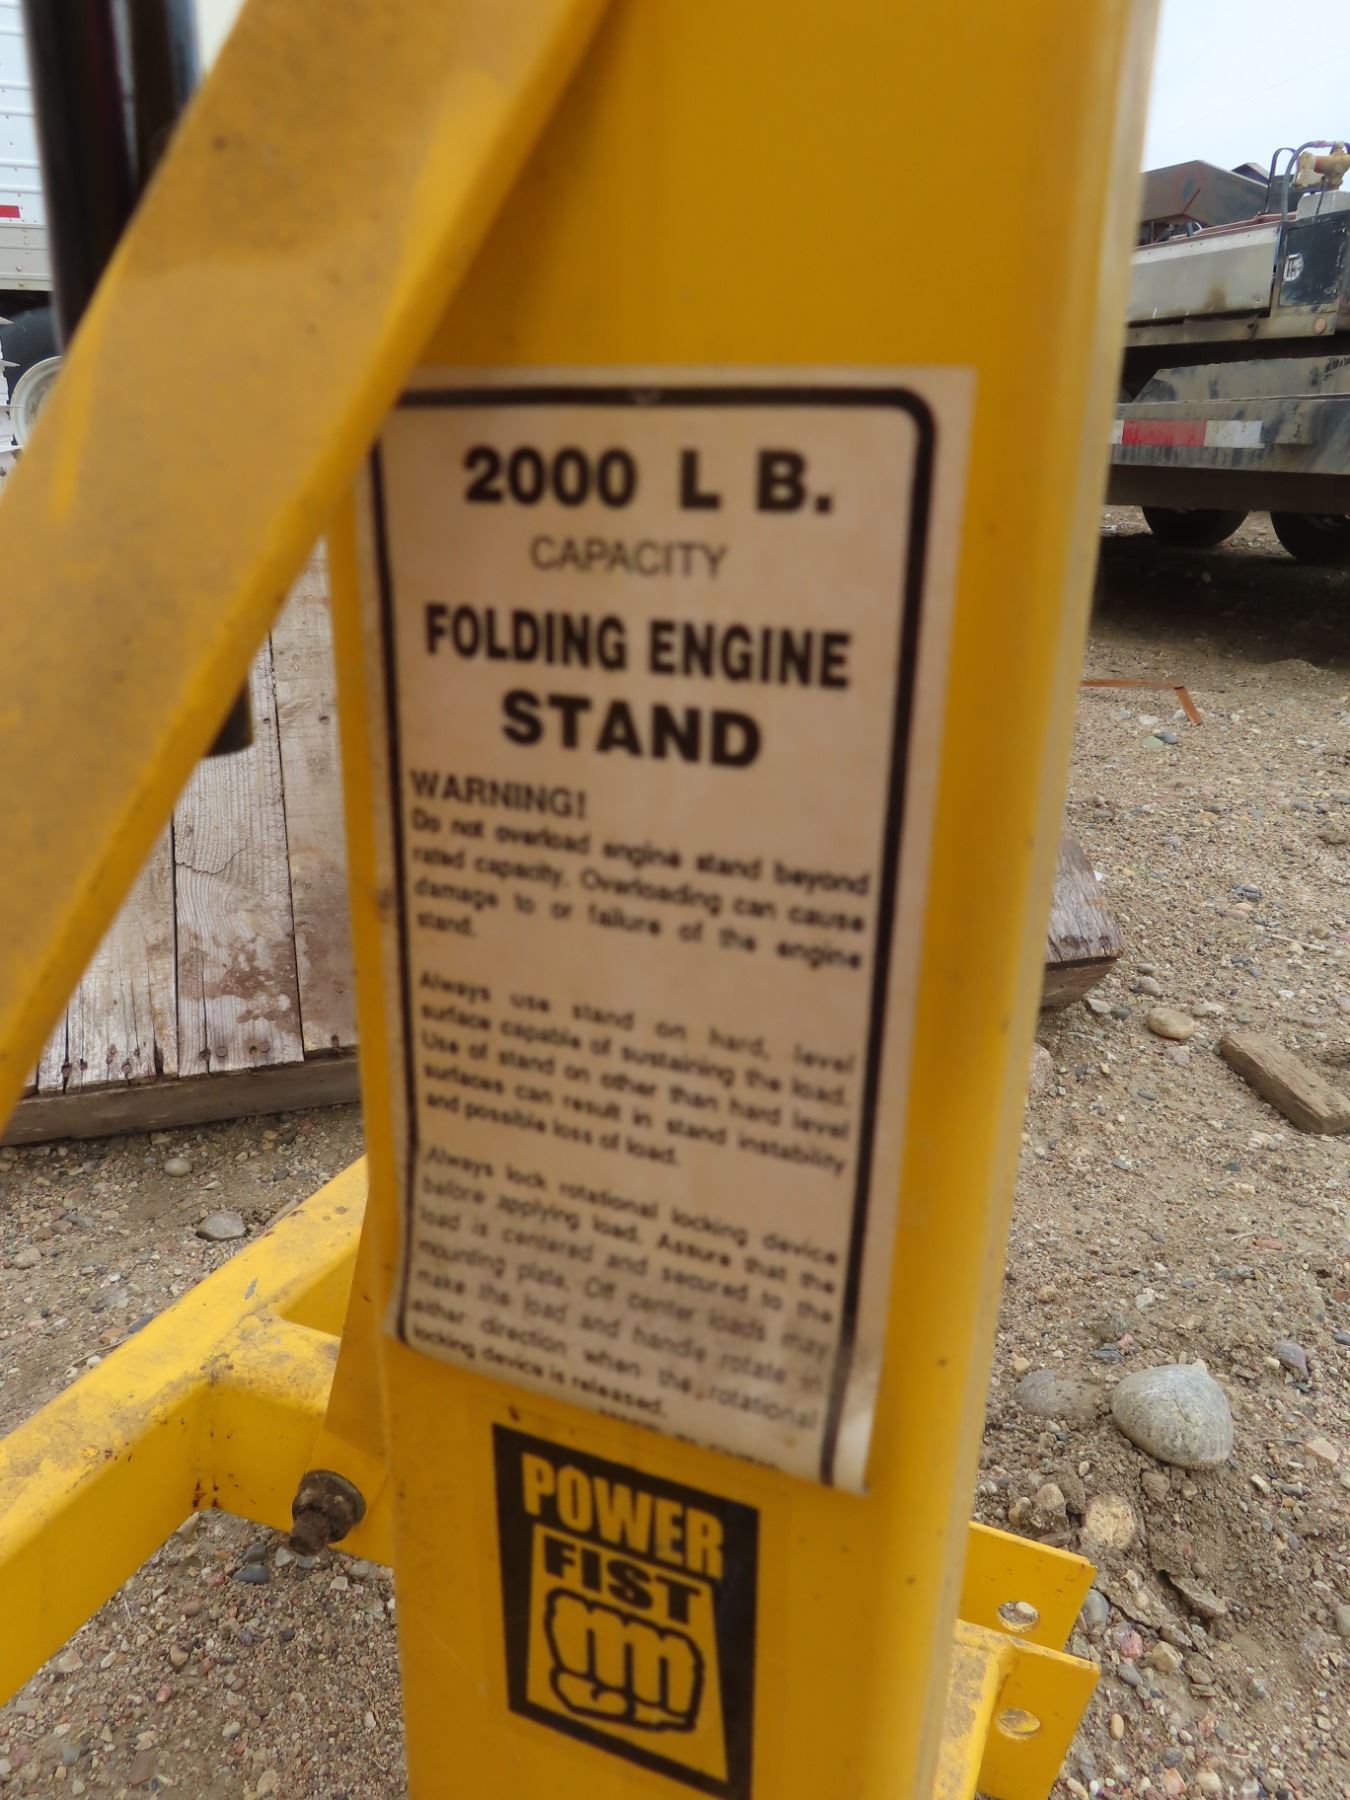 2000 L B.
CAPACITY
FOLDING ENGINE
STAND
WARNING!
Do not overload engine stand beyond
rated capacity. Overloading can cause
damage to or failure of the engine
stand.
Always use stand on hard, level
surface capable of sustaining the load.
Use of stand on other than hard level
surfaces can result in stand instability
and possible loss of load.
Always lock rotational locking device
before applying load. Assure that the
load is centered and secured to the
mounting plate. Off center loads may
make the load and handle rotate in
either direction when the rotational
locking device is released.
POWER
FIST